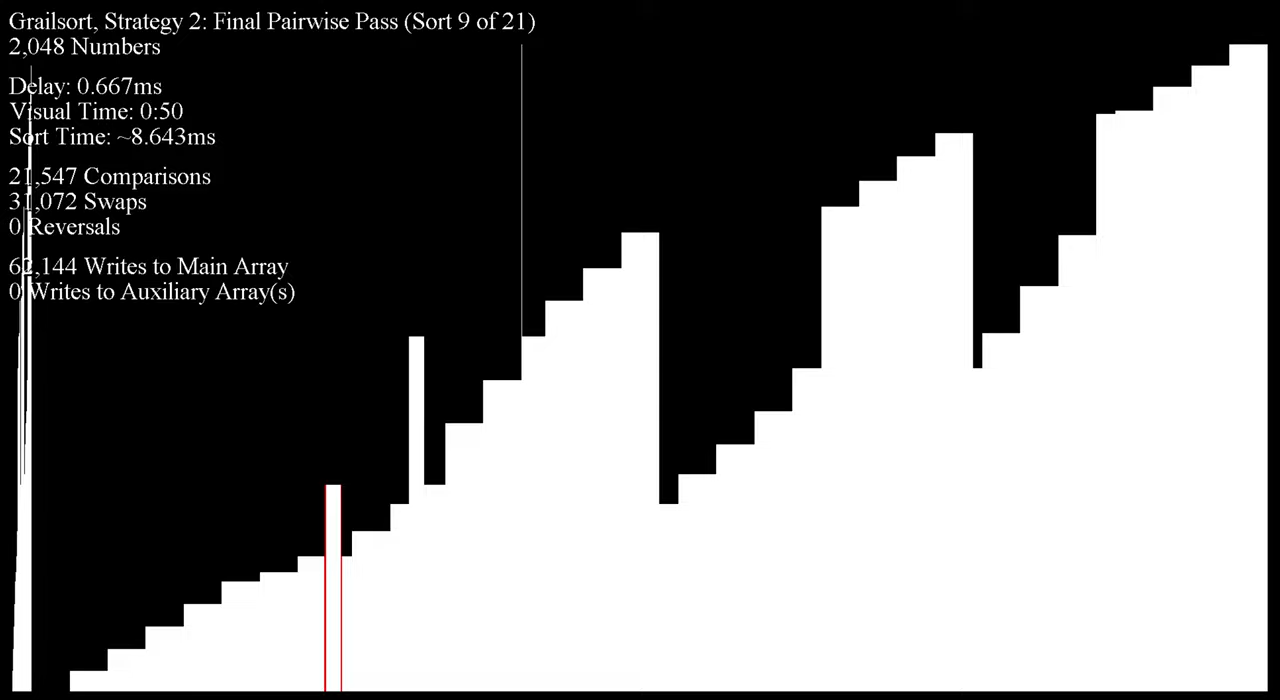 Grailsort, Strategy 2: Final Pairwise Pass (Sort 9 of 21)
2,048 Numbers
Delay: 0.667ms
Visual Time: 0:50
Sort Time: ~8.643ms
21,547 Comparisons
31,072 Swaps
0 Reversals
62,144 Writes to Main Array
0 Writes to Auxiliary Array(s)